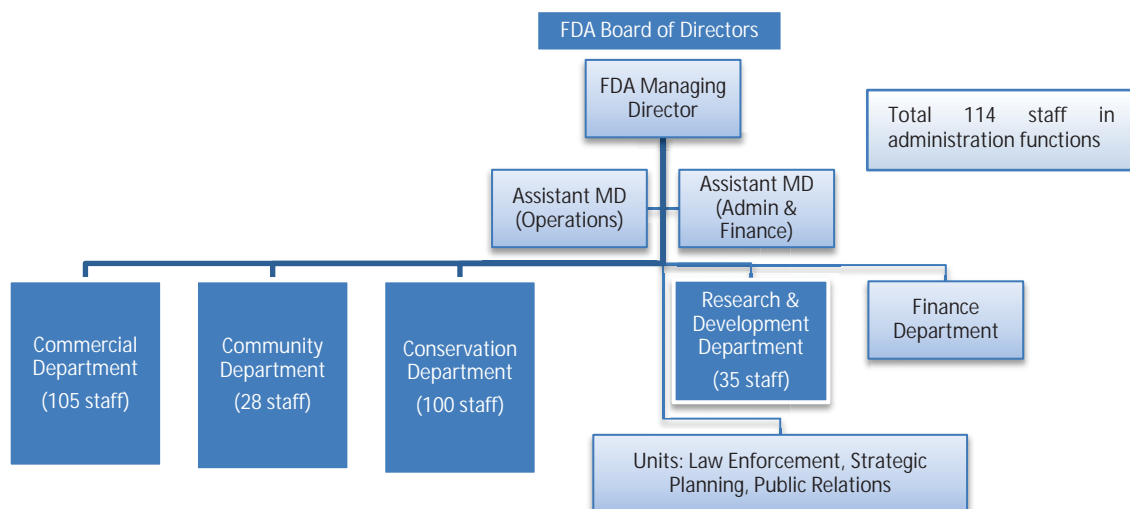 FDA Board of Directors
FDA Managing
Director
Total 114 staff in
administration functions
Assistant MD
(Operations)
Assistant MD
(Admin &
Finance)
Commercial
Department
(105 staff)
Community
Department
(28 staff)
Conservation
Department
(100 staff)
Research &
Development
Department
(35 staff)
Finance
Department
Units: Law Enforcement, Strategic
Planning, Public Relations